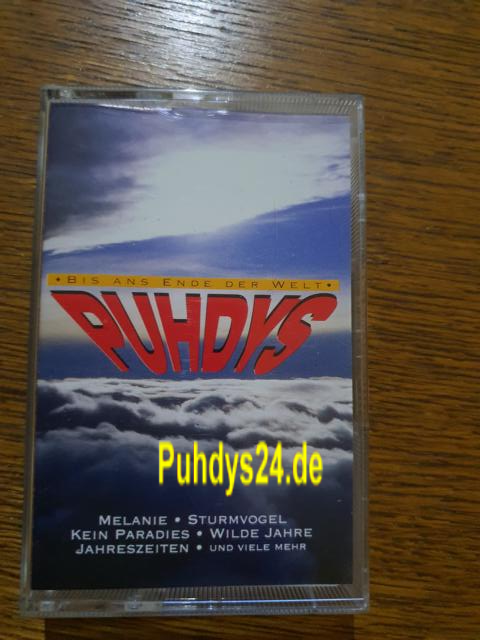 • BIS ANS ENDE DER WELT •
PUHDYS
Puhdys24.de
MELANIE • STURMVOGEL
KEIN PARADIES • WILDE JAHRE
JAHRESZEITEN • UND VIELE MEHR